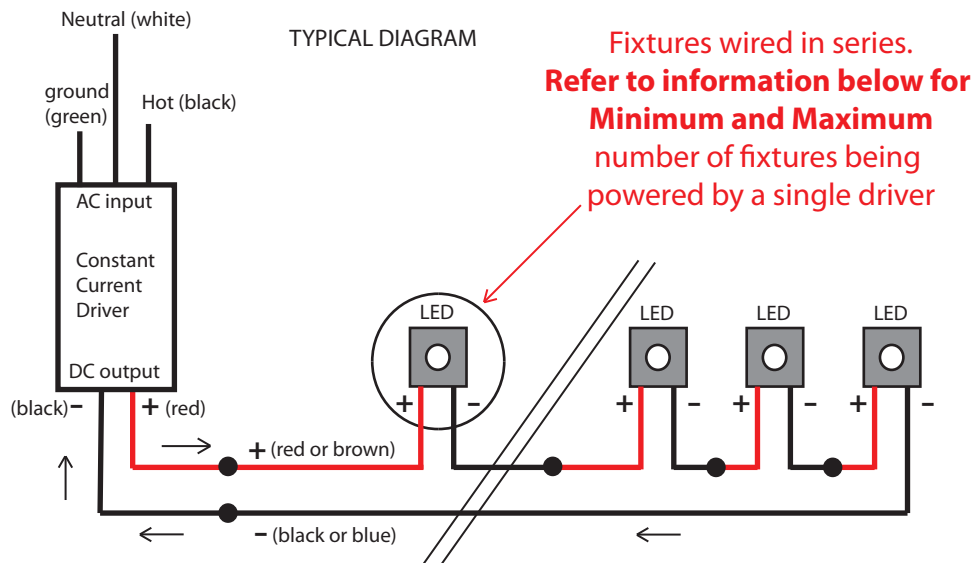 Neutral (white)
TYPICAL DIAGRAM
Fixtures wired in series.
Refer to information below for
Minimum and Maximum
number of fixtures being
powered by a single driver
ground
(green)
Hot (black)
AC input
Constant
Current
Driver
DC output
(black) –
+ (red)
LED
LED
LED
LED
+ –
+ –
+ –
+ –
+ (red or brown)
– (black or blue)